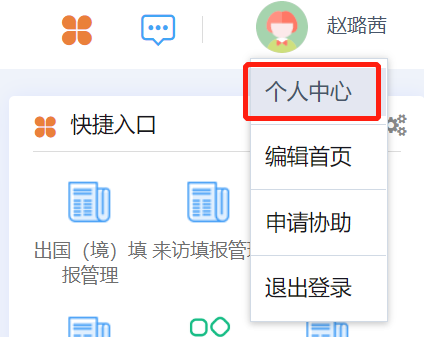 赵璐茜
个人中心
快捷入口
编辑首页
申请协助
退出登录
出国（境）填
报管理
来访填报管